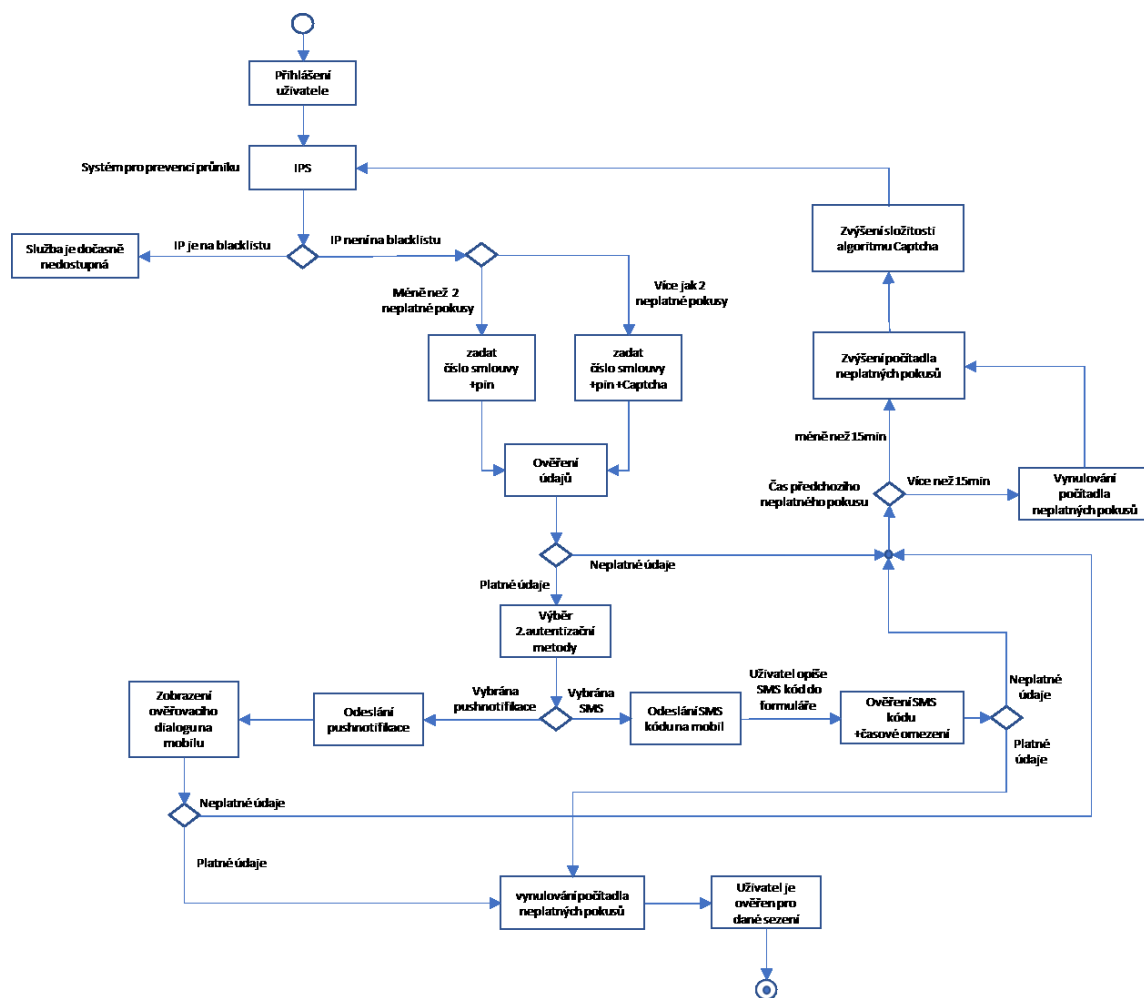 Přihlášení
uživatele
Systém pro prevenci průniku
IPS
Služba je dočasně
nedostupná
IP je na blacklistu
IP není na blacklistu
Zvýšení složitosti
algoritmu Captcha
Méně než 2
neplatné pokusy
Více jak 2
neplatné pokusy
zadat
číslo smlouvy
+pin
zadat
číslo smlouvy
+pin +Captcha
Zvýšení počítadla
neplatných pokusů
méně než 15min
Ověření
údajů
Čas předchozího
neplatného pokusu
Více než 15min
Vynulování
počítadla
neplatných pokusů
Neplatné údaje
Platné údaje
Výběr
2.autentizační
metody
Zobrazení
ověřovacího
dialogu na
mobilu
Odeslání
pushnotifikace
Vybrána
pushnotifikace
Vybrána
SMS
Odeslání SMS
kódu na mobil
Uživatel opíše
SMS kód do
formuláře
Ověření SMS
kódu
+časové omezení
Neplatné
údaje
Platné
údaje
Neplatné údaje
Platné údaje
vynulování počítadla
neplatných pokusů
Uživatel je
ověřen pro
dané sezení